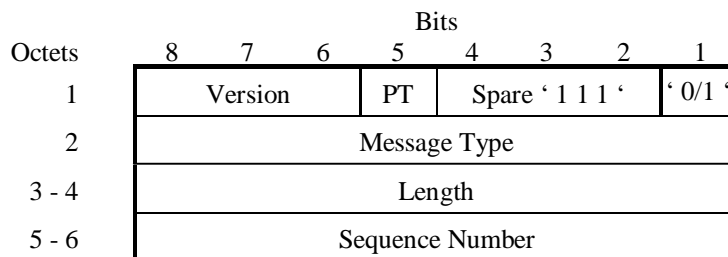 Bits
Octets 8 7 6 5 4 3 2 1
1 Version PT Spare ‘ 1 1 1 ‘ ‘ 0/1 ‘
2 Message Type
3 - 4 Length
5 - 6 Sequence Number